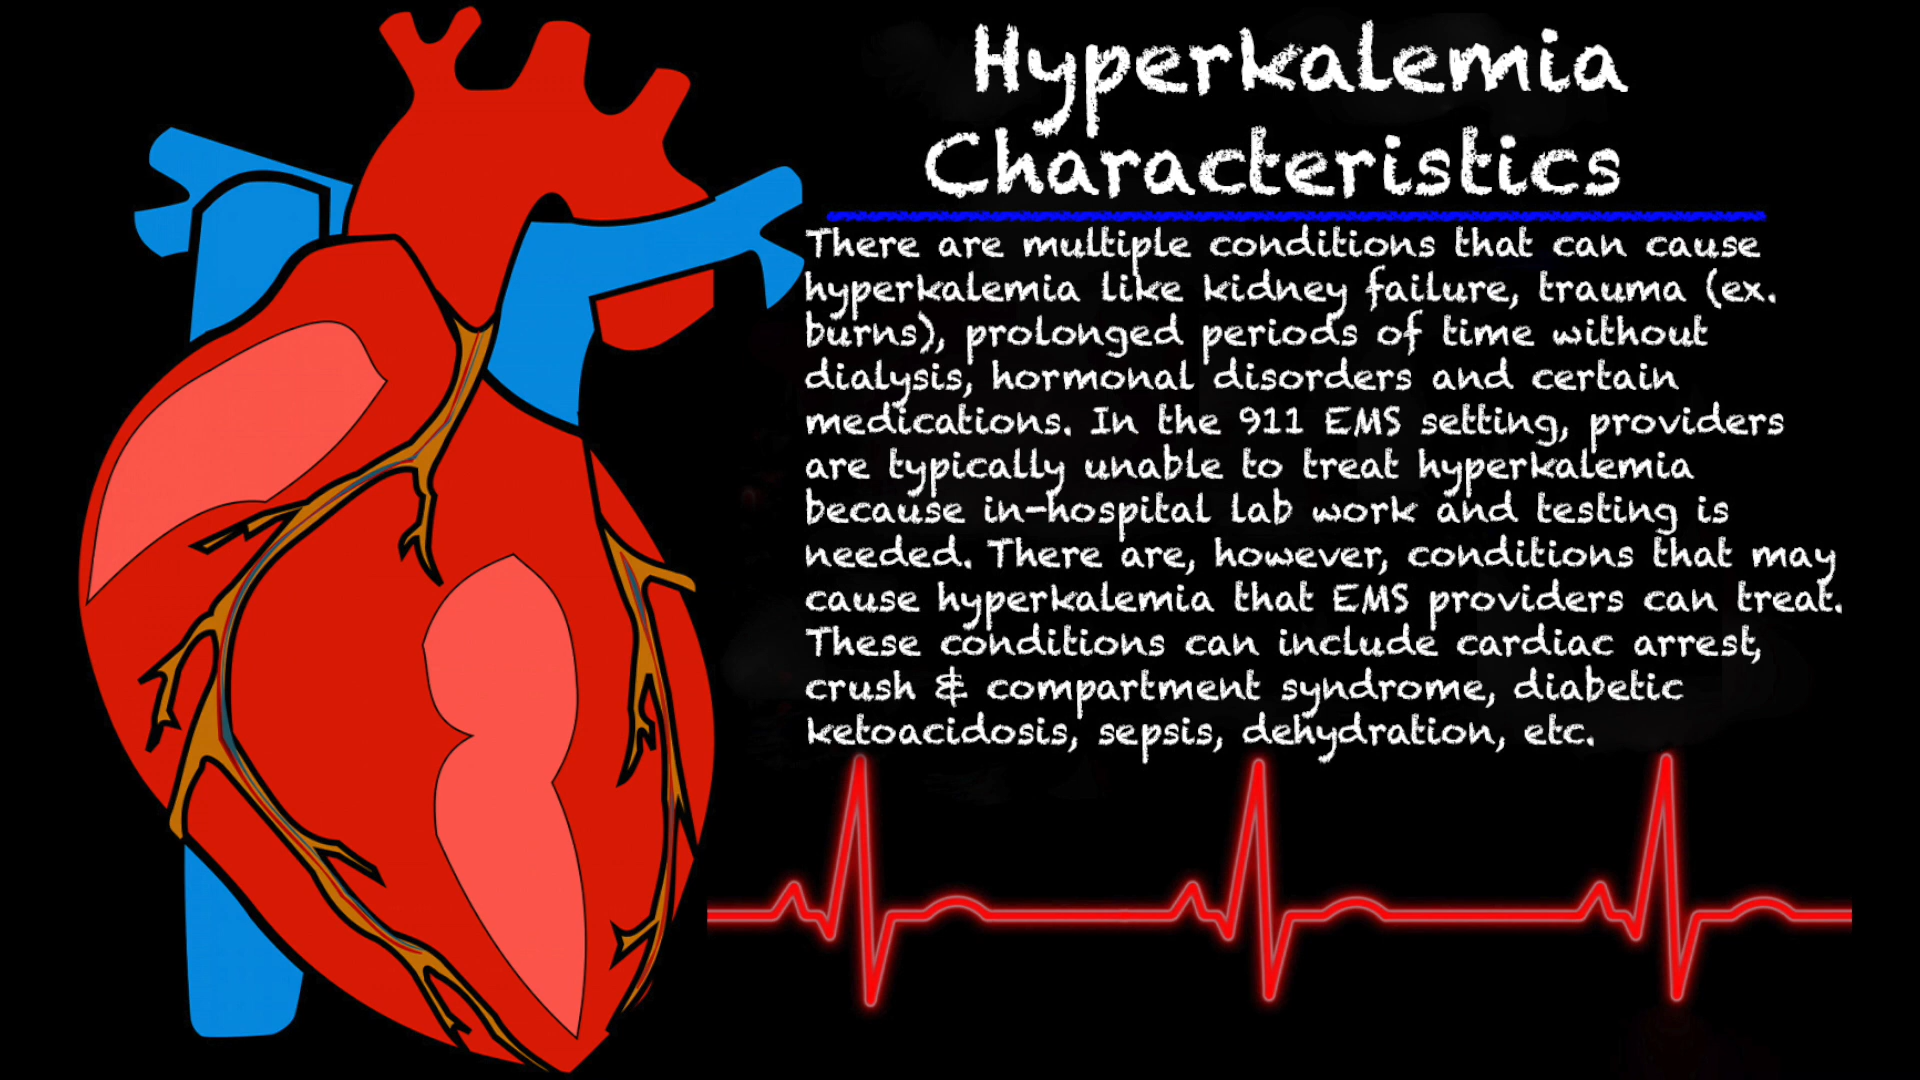 Hyperkalemia
Characteristics
There are multiple conditions that can cause
hyperkalemia like kidney failure, trauma (ex.
burns), prolonged periods of time without
dialysis, hormonal disorders and certain
medications. In the 911 EMS setting, providers
are typically unable to treat hyperkalemia
because in-hospital lab work and testing is
needed. There are, however, conditions that may
cause hyperkalemia that EMS providers can treat.
These conditions can include cardiac arrest,
crush & compartment syndrome, diabetic
ketoacidosis, sepsis, dehydration, etc.